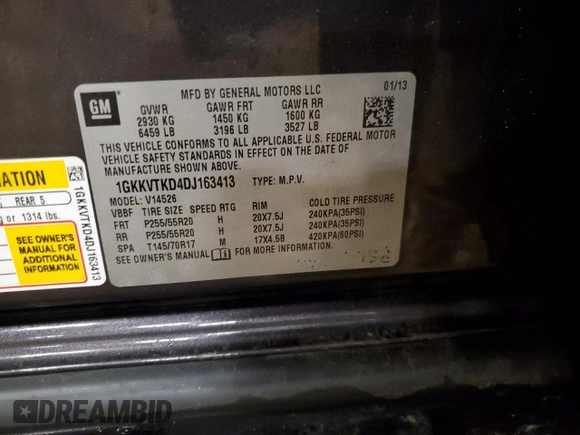 GM
MFD BY GENERAL MOTORS LLC
01/13
GVWR GAWR FRT GAWR RR
2930 KG 1450 KG 1600 KG
6459 LB 3196 LB 3527 LB
THIS VEHICLE CONFORMS TO ALL APPLICABLE U.S. FEDERAL MOTOR
VEHICLE SAFETY STANDARDS IN EFFECT ON THE DATE OF
MANUFACTURE SHOWN ABOVE.
1GKKVTKD4DJ163413 TYPE: M.P.V.
MODEL: V14526
VBBF TIRE SIZE SPEED RTG RIM COLD TIRE PRESSURE
FRT P255/55R20 H 20X7.5J 240KPA(35PSI)
RR P255/55R20 H 20X7.5J 240KPA(35PSI)
SPA T145/70R17 M 17X4.5B 420KPA(60PSI)
SEE OWNER'S MANUAL FOR MORE INFORMATION
REAR 5
or 1314 lbs.
SEE OWNER'S
MANUAL FOR
ADDITIONAL
INFORMATION
1GKKVTKD4DJ163413
DREAMBID